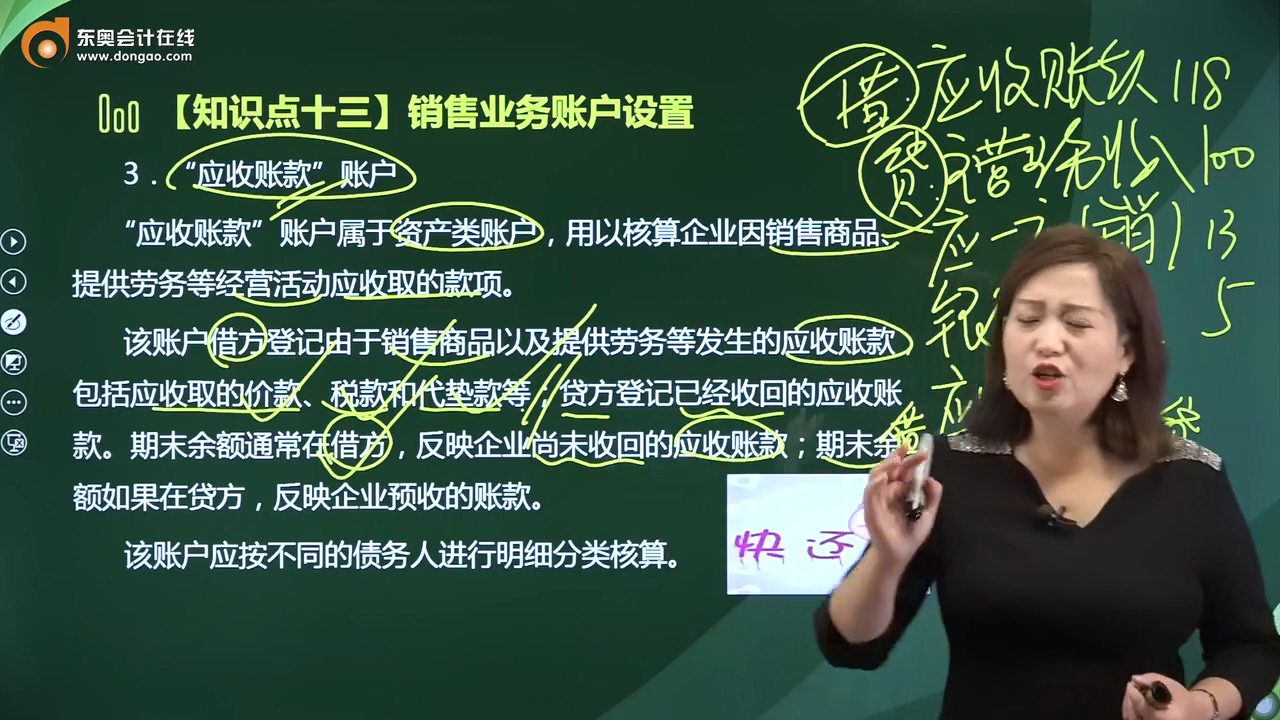 东奥会计在线
www.dongao.com
【知识点十三】销售业务账户设置
3．“应收账款”账户
“应收账款”账户属于资产类账户，用以核算企业因销售商品、
提供劳务等经营活动应收取的款项。
该账户借方登记由于销售商品以及提供劳务等发生的应收账款，
包括应收取的价款、税款和代垫款等；贷方登记已经收回的应收账
款。期末余额通常在借方，反映企业尚未收回的应收账款；期末余
额如果在贷方，反映企业预收的账款。
该账户应按不同的债务人进行明细分类核算。
快 还
借 应收账款 118
贷 主营业务收入 100
应 (销) 13
5